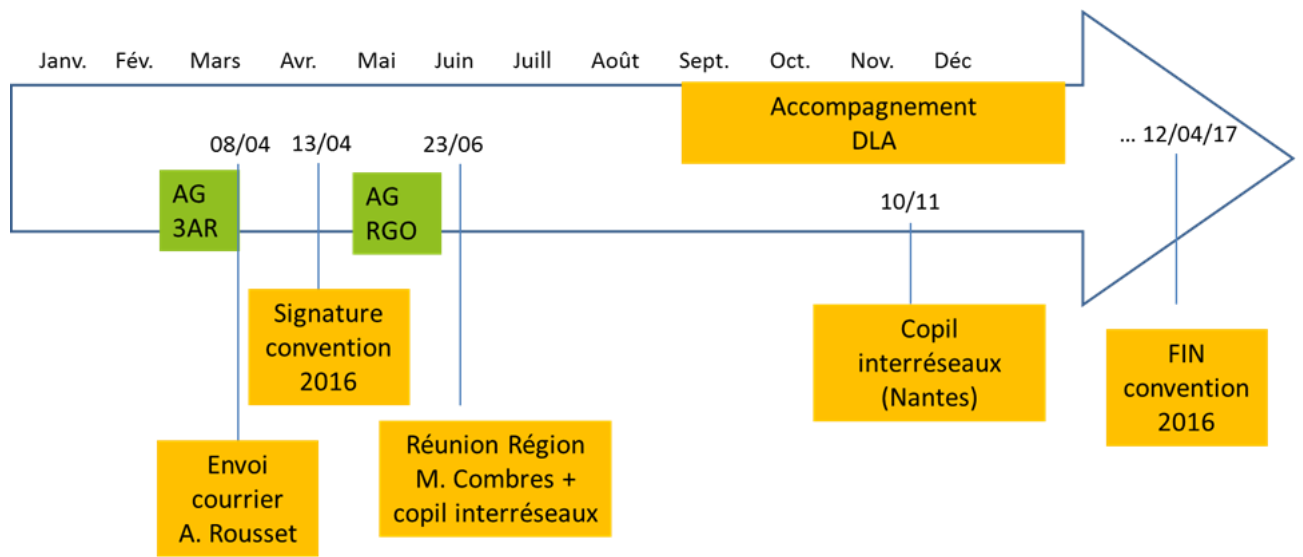 Janv. Fév. Mars Avr. Mai Juin Juill Août Sept. Oct. Nov. Déc
Accompagnement
DLA
08/04 13/04 23/06
... 12/04/17
AG
3AR
AG
RGO
10/11
Signature
convention
2016
Copil
interréseaux
(Nantes)
FIN
convention
2016
Envoi
courrier
A. Rousset
Réunion Région
M. Combres +
copil interréseaux